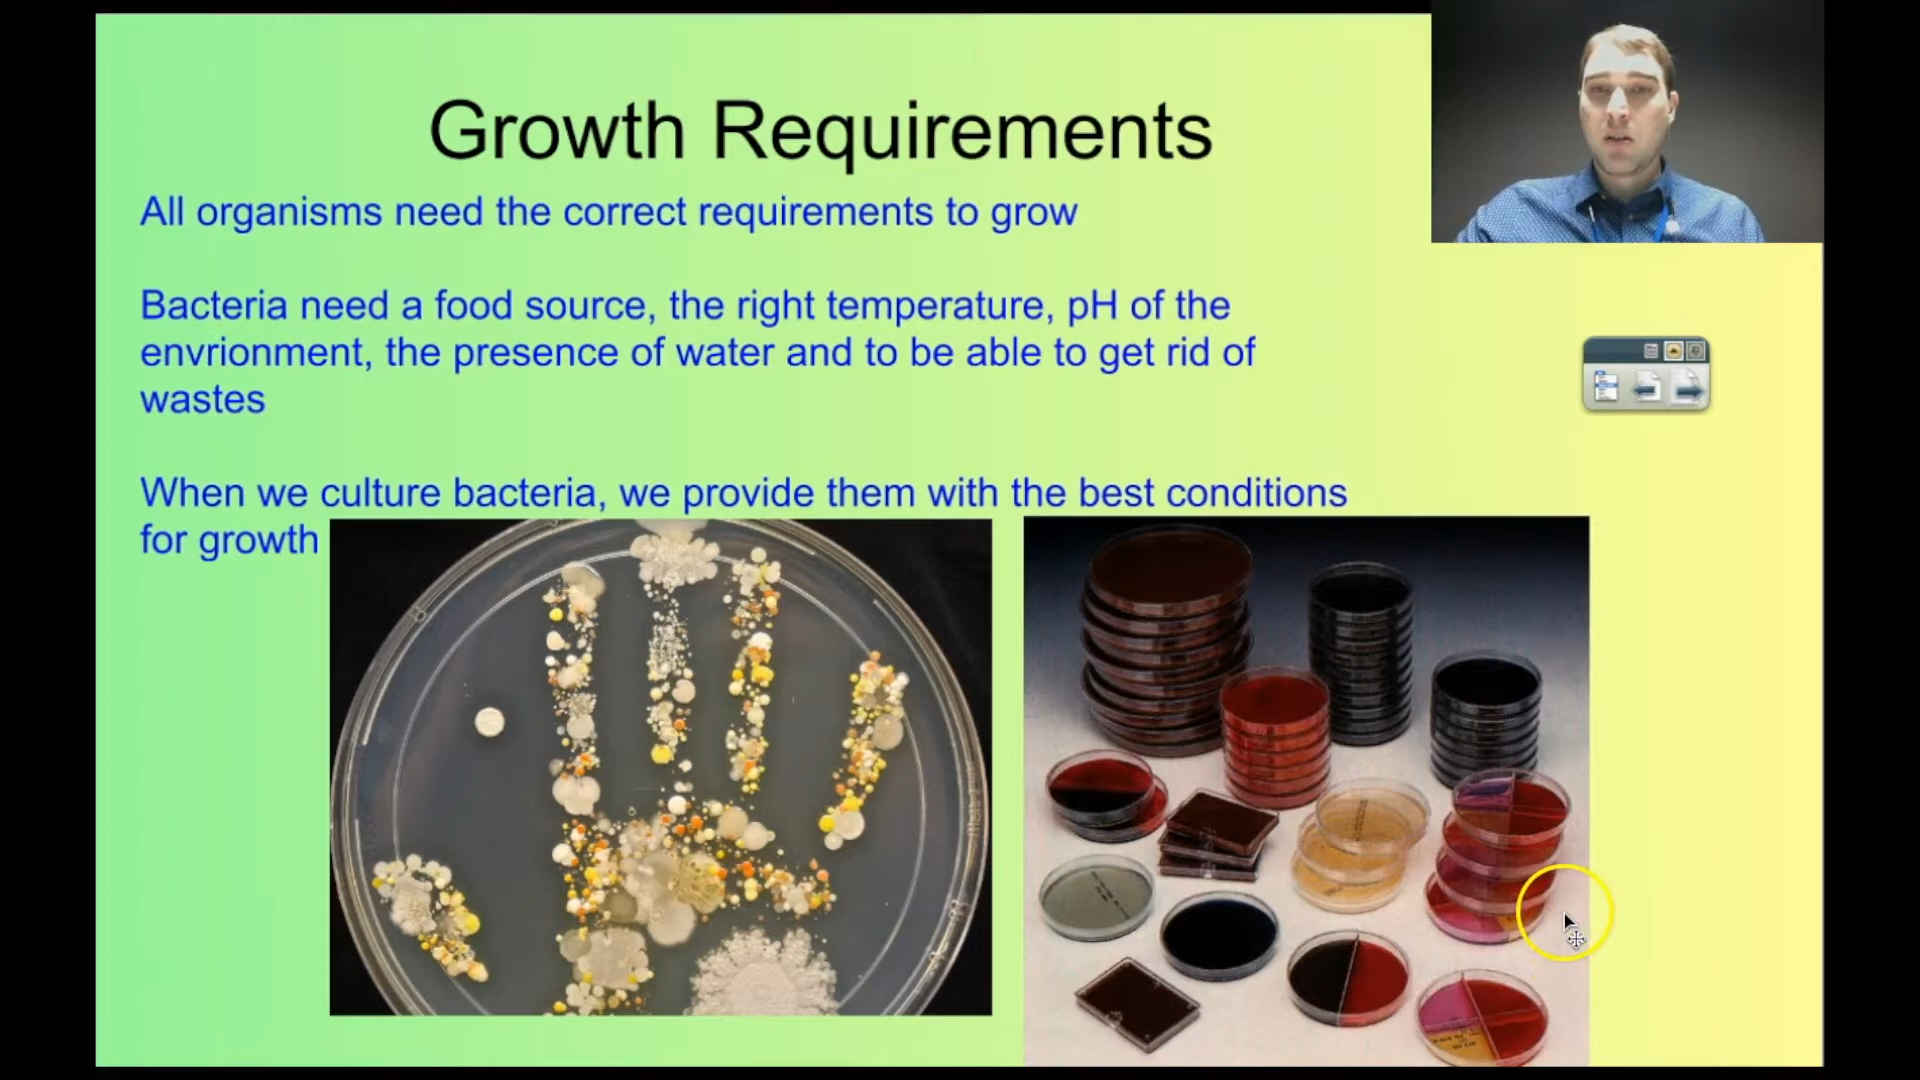 Growth Requirements
All organisms need the correct requirements to grow
Bacteria need a food source, the right temperature, pH of the
envrionment, the presence of water and to be able to get rid of
wastes
When we culture bacteria, we provide them with the best conditions
for growth